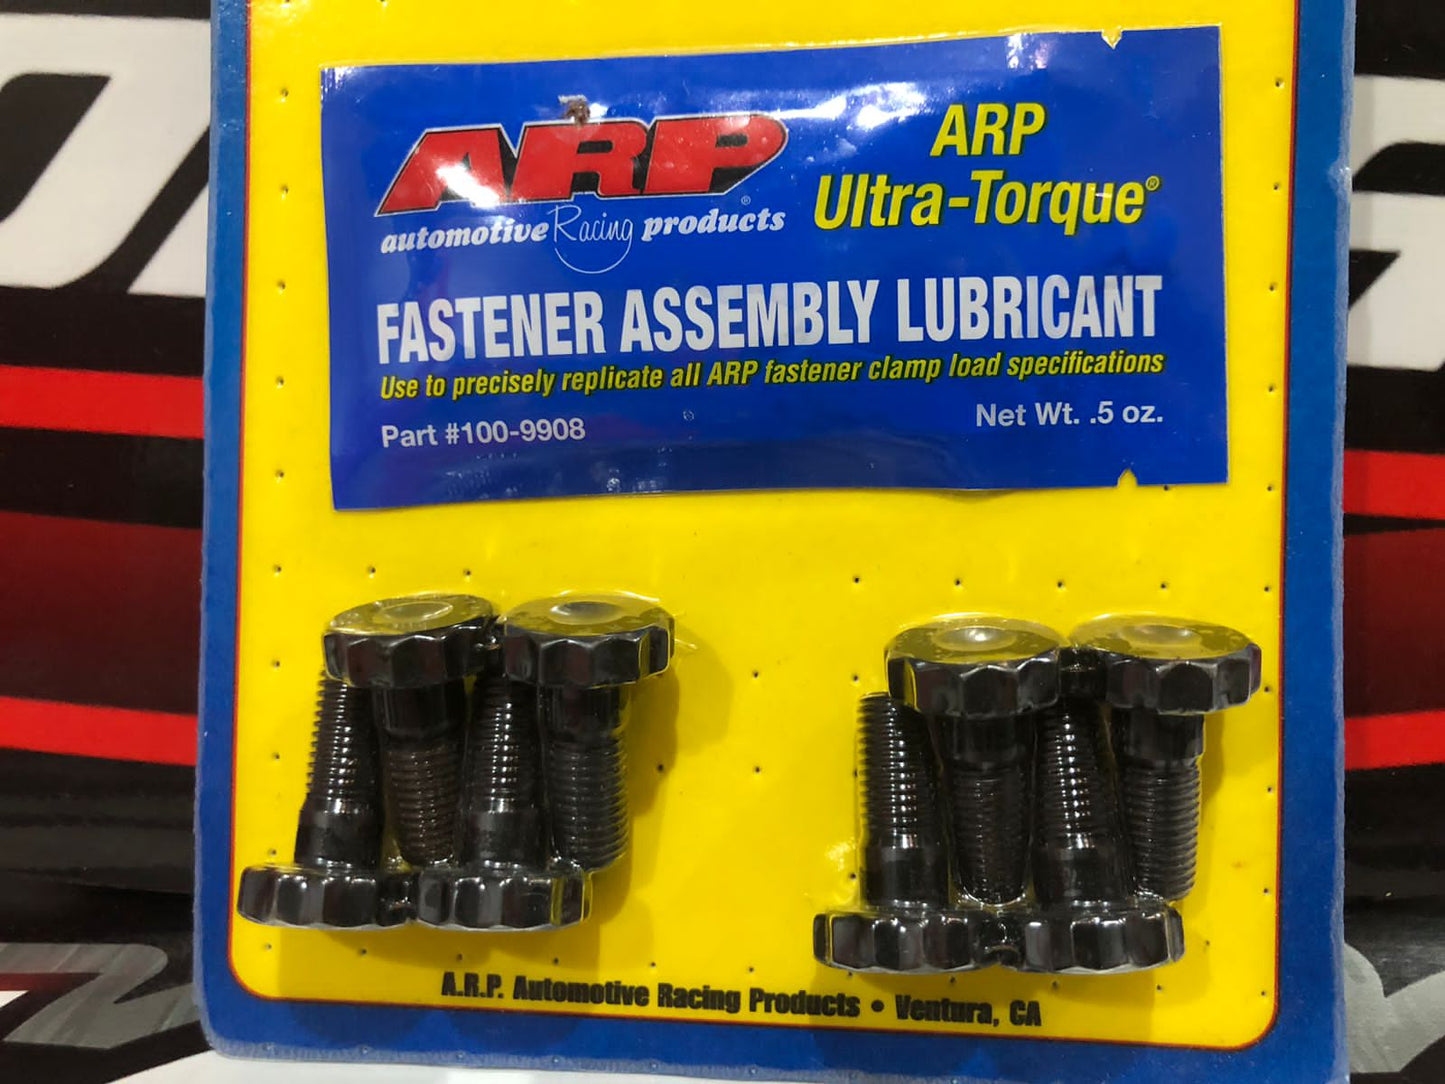 ARP
automotive Racing products®
ARP
Ultra-Torque®
FASTENER ASSEMBLY LUBRICANT
Use to precisely replicate all ARP fastener clamp load specifications
Part #100-9908
Net Wt. .5 oz.
A.R.P. Automotive Racing Products • Ventura, CA